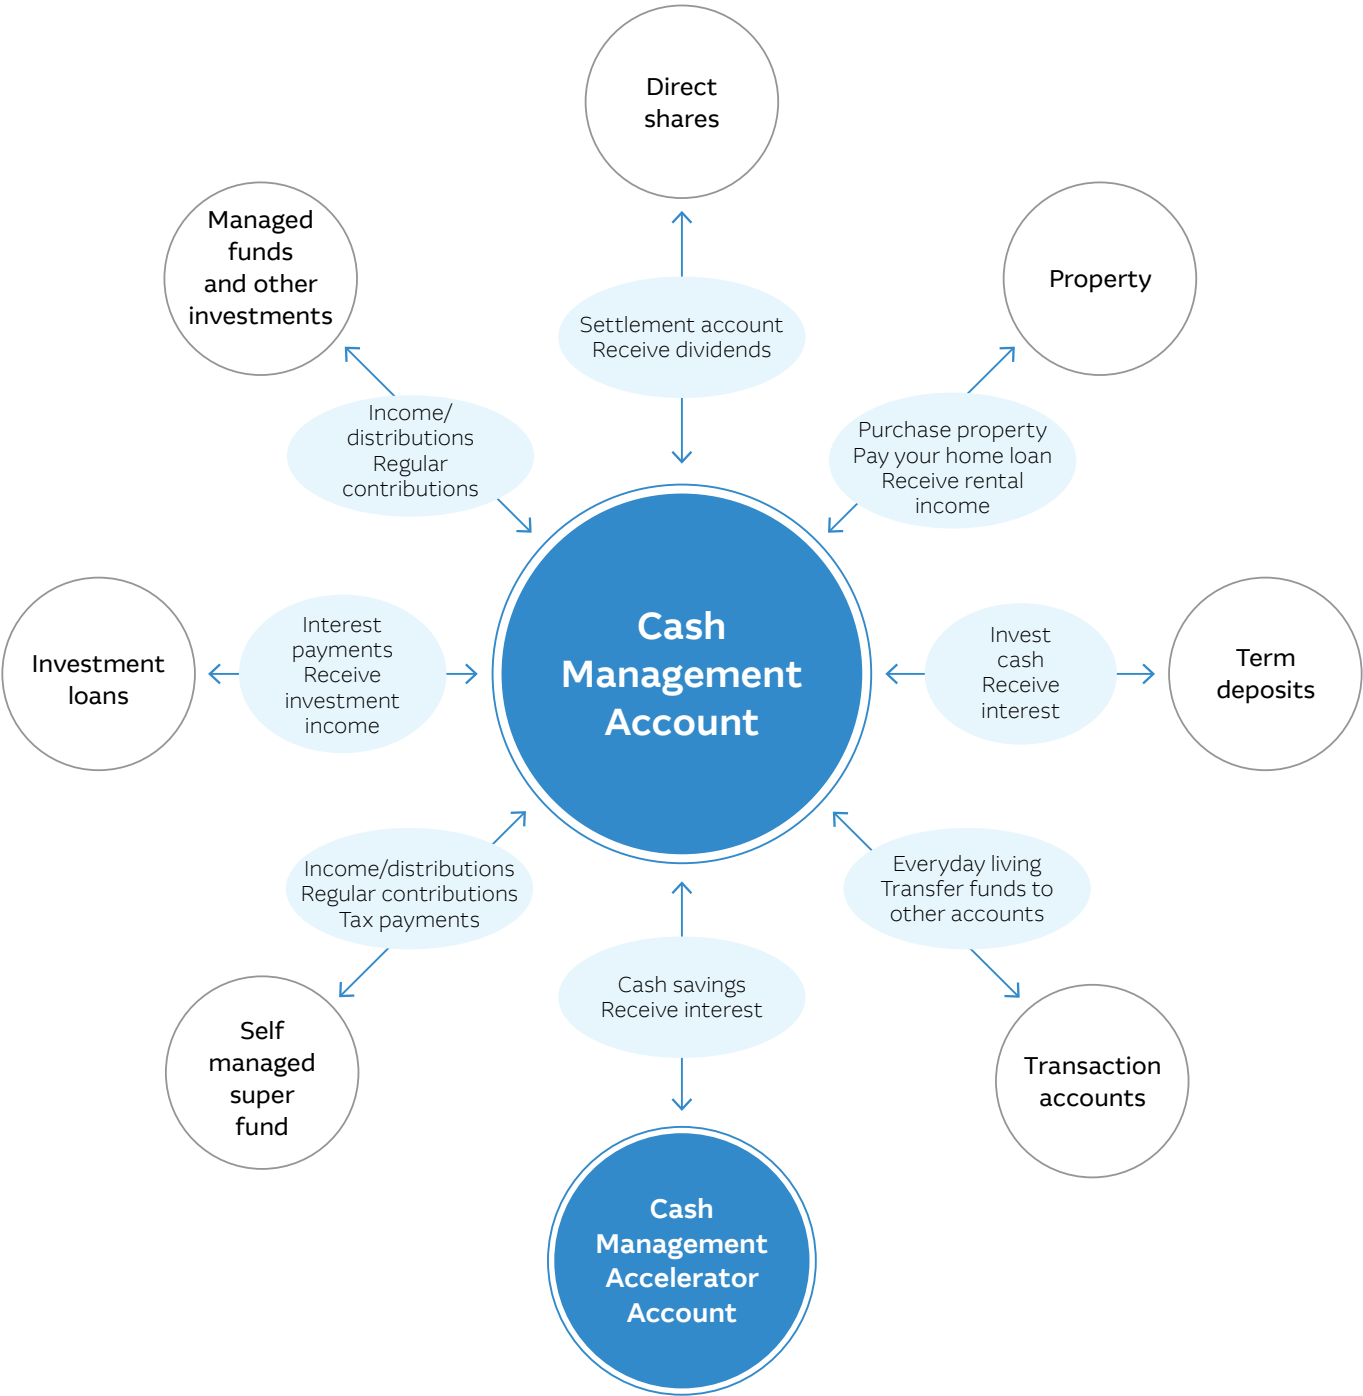 Direct
shares
Managed
funds
and other
investments
Property
Settlement account
Receive dividends
Income/
distributions
Regular
contributions
Purchase property
Pay your home loan
Receive rental
income
Investment
loans
Interest
payments
Receive
investment
income
Cash
Management
Account
Invest
cash
Receive
interest
Term
deposits
Income/distributions
Regular contributions
Tax payments
Everyday living
Transfer funds to
other accounts
Cash savings
Receive interest
Self
managed
super
fund
Transaction
accounts
Cash
Management
Accelerator
Account